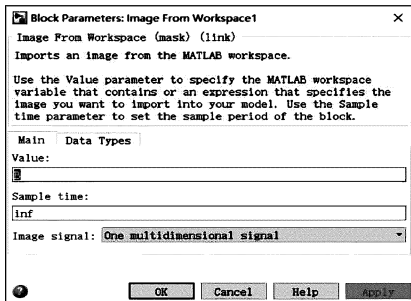 Block Parameters: Image From Workspace1
Image From Workspace (mask) (link)
Imports an image from the MATLAB workspace.
Use the Value parameter to specify the MATLAB workspace
variable that contains or an expression that specifies the
image you want to import into your model. Use the Sample
time parameter to set the sample period of the block.
Main Data Types
Value:
Sample time:
inf
Image signal: One multidimensional signal
OK Cancel Help Apply